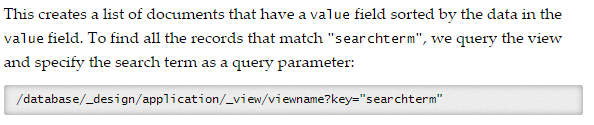 This creates a list of documents that have a value field sorted by the data in the
value field. To find all the records that match "searchterm", we query the view
and specify the search term as a query parameter:
/database/_design/application/_view/viewname?key="searchterm"